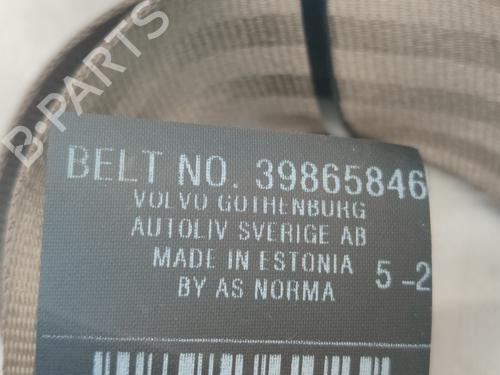 B-PARTS
BELT NO. 39865846
VOLVO GOTHENBURG
AUTOLIV SVERIGE AB
MADE IN ESTONIA
5-2
BY AS NORMA